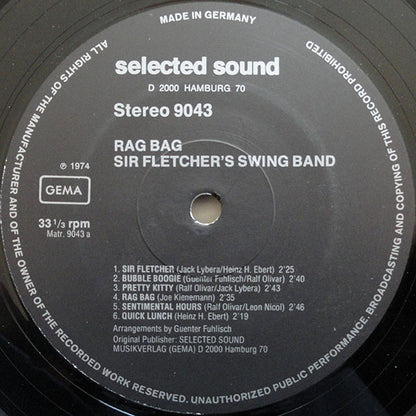 MADE IN GERMANY
ALL RIGHTS OF THE MANUFACTURER AND OF THE OWNER OF THE RECORDED WORK RESERVED. UNAUTHORIZED PUBLIC PERFORMANCE, BROADCASTING AND COPYING OF THIS RECORD PROHIBITED
selected sound
D 2000 HAMBURG 70
Stereo 9043
RAG BAG
SIR FLETCHER'S SWING BAND
℗ 1974
GEMA
33 1/3 rpm
Matr. 9043 a
1. SIR FLETCHER (Jack Lybera/Heinz H. Ebert) 2'25
2. BUBBLE BOOGIE (Guenter Fuhlisch/Ralf Olivar) 2'24
3. PRETTY KITTY (Ralf Olivar/Jack Lybera) 2'43
4. RAG BAG (Joe Kienemann) 2'35
5. SENTIMENTAL HOURS (Ralf Olivar/Leon Nicol) 2'46
6. QUICK LUNCH (Heinz H. Ebert) 2'19
Arrangements by Guenter Fuhlisch
Original Publisher: SELECTED SOUND
MUSIKVERLAG (GEMA) D 2000 Hamburg 70